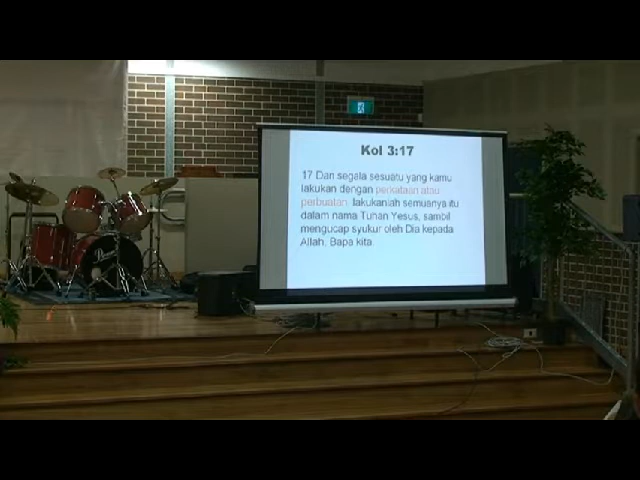 Kol 3:17
17 Dan segala sesuatu yang kamu
lakukan dengan perkataan atau
perbuatan lakukanlah semuanya itu
dalam nama Tuhan Yesus, sambil
mengucap syukur oleh Dia kepada
Allah, Bapa kita.